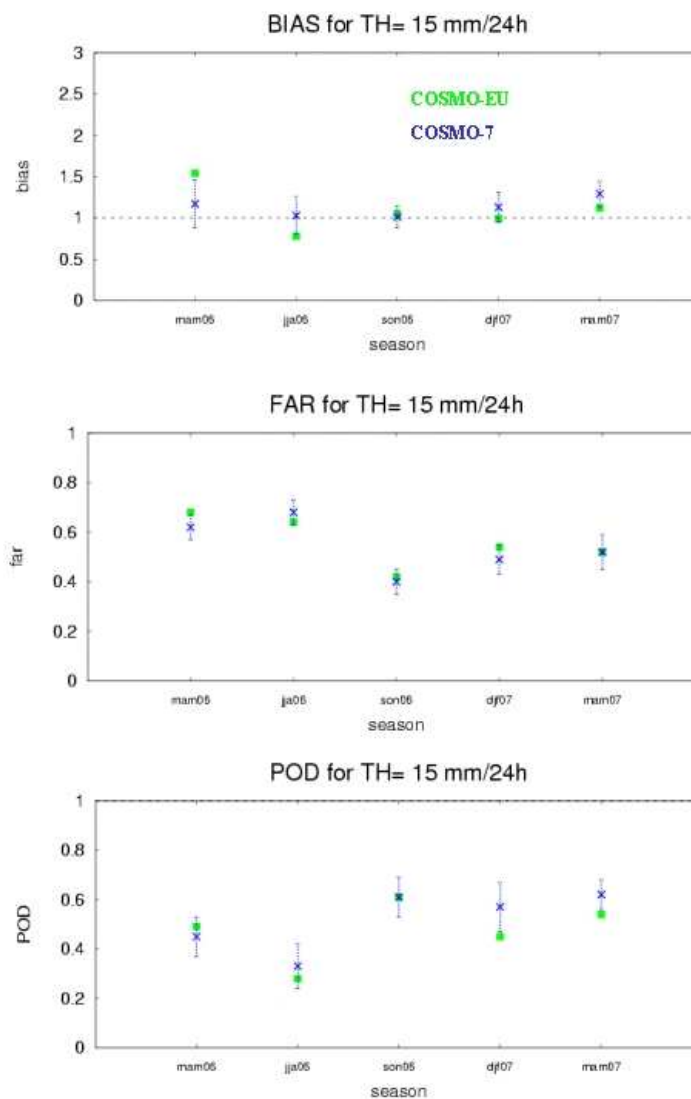 BIAS for TH= 15 mm/24h
3
2.5
2
1.5
1
0.5
0
bias
COSMO-EU
COSMO-7
mam06
jja06
son06
djf07
mam07
season
FAR for TH= 15 mm/24h
1
0.8
0.6
0.4
0.2
0
far
mam06
jja06
son06
djf07
mam07
season
POD for TH= 15 mm/24h
1
0.8
0.6
0.4
0.2
0
POD
mam06
jja06
son06
djf07
mam07
season